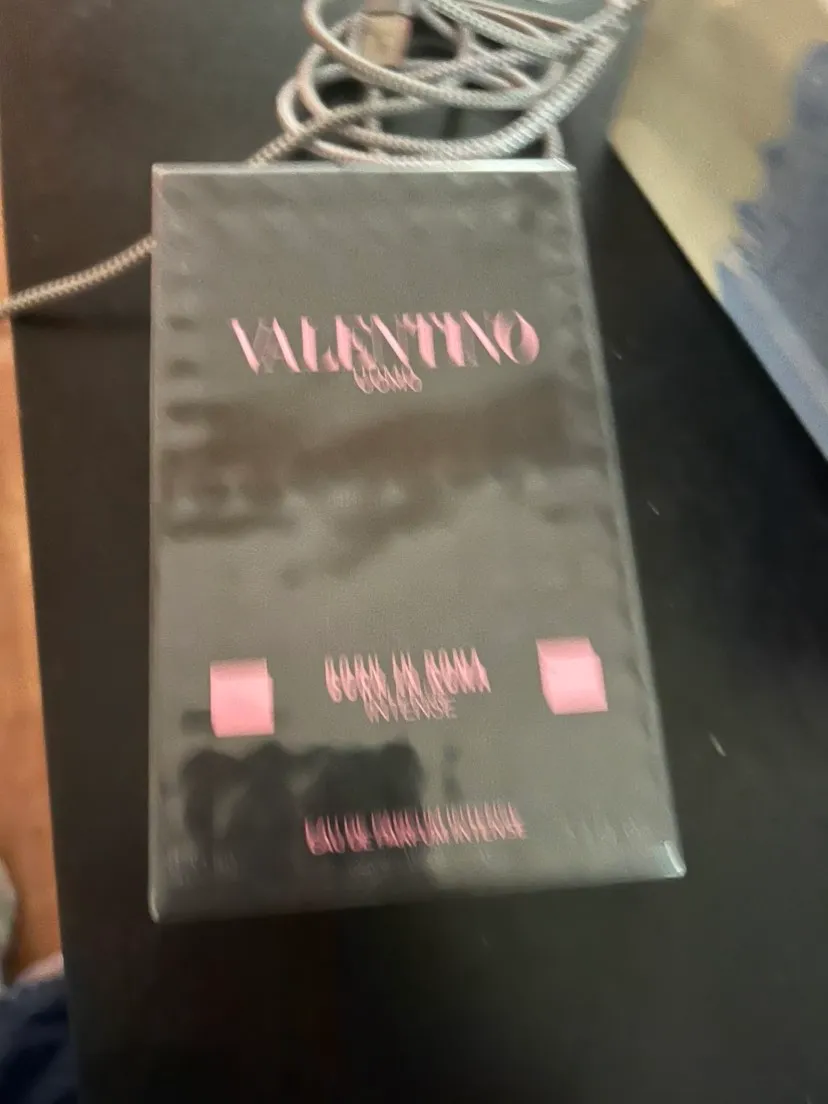 VALENTINO
UOMO
BORN IN ROMA
INTENSE
EAU DE PARFUM INTENSE